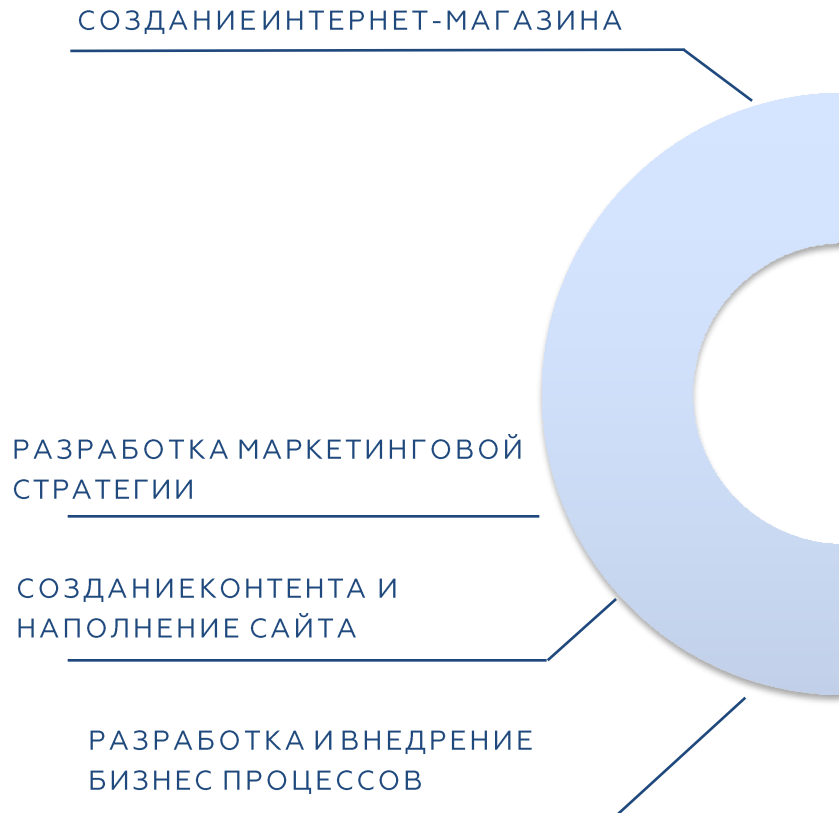 СОЗДАНИЕИНТЕРНЕТ-МАГАЗИНА
РАЗРАБОТКА МАРКЕТИНГОВОЙ
СТРАТЕГИИ
СОЗДАНИЕКОНТЕНТА И
НАПОЛНЕНИЕ САЙТА
РАЗРАБОТКА И ВНЕДРЕНИЕ
БИЗНЕС ПРОЦЕССОВ